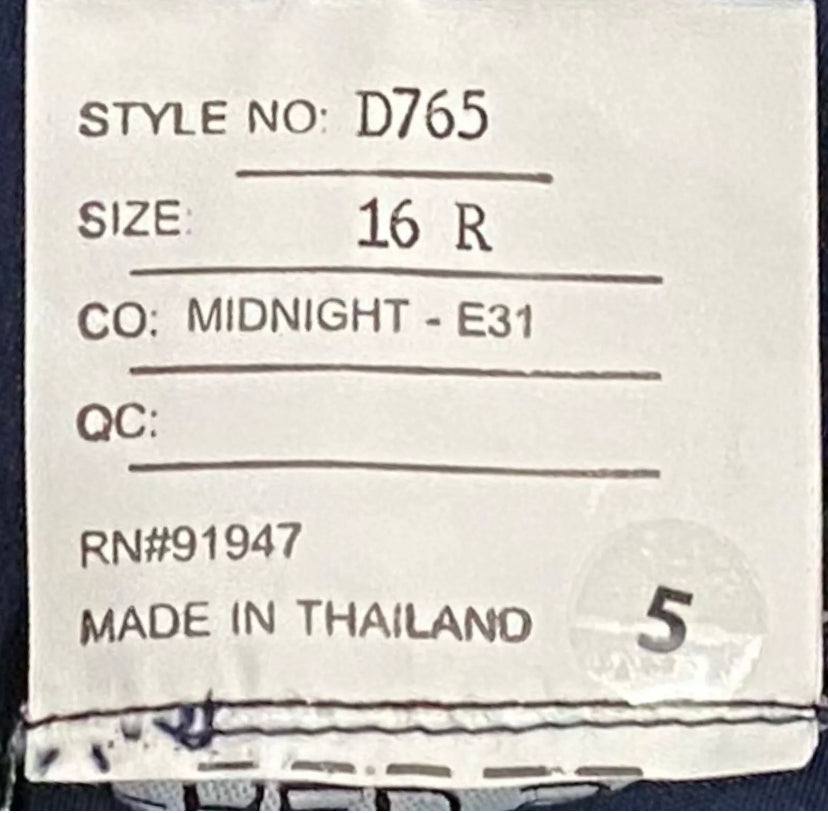 STYLE NO: D765
SIZE: 16 R
CO: MIDNIGHT - E31
QC:
RN#91947
MADE IN THAILAND
5